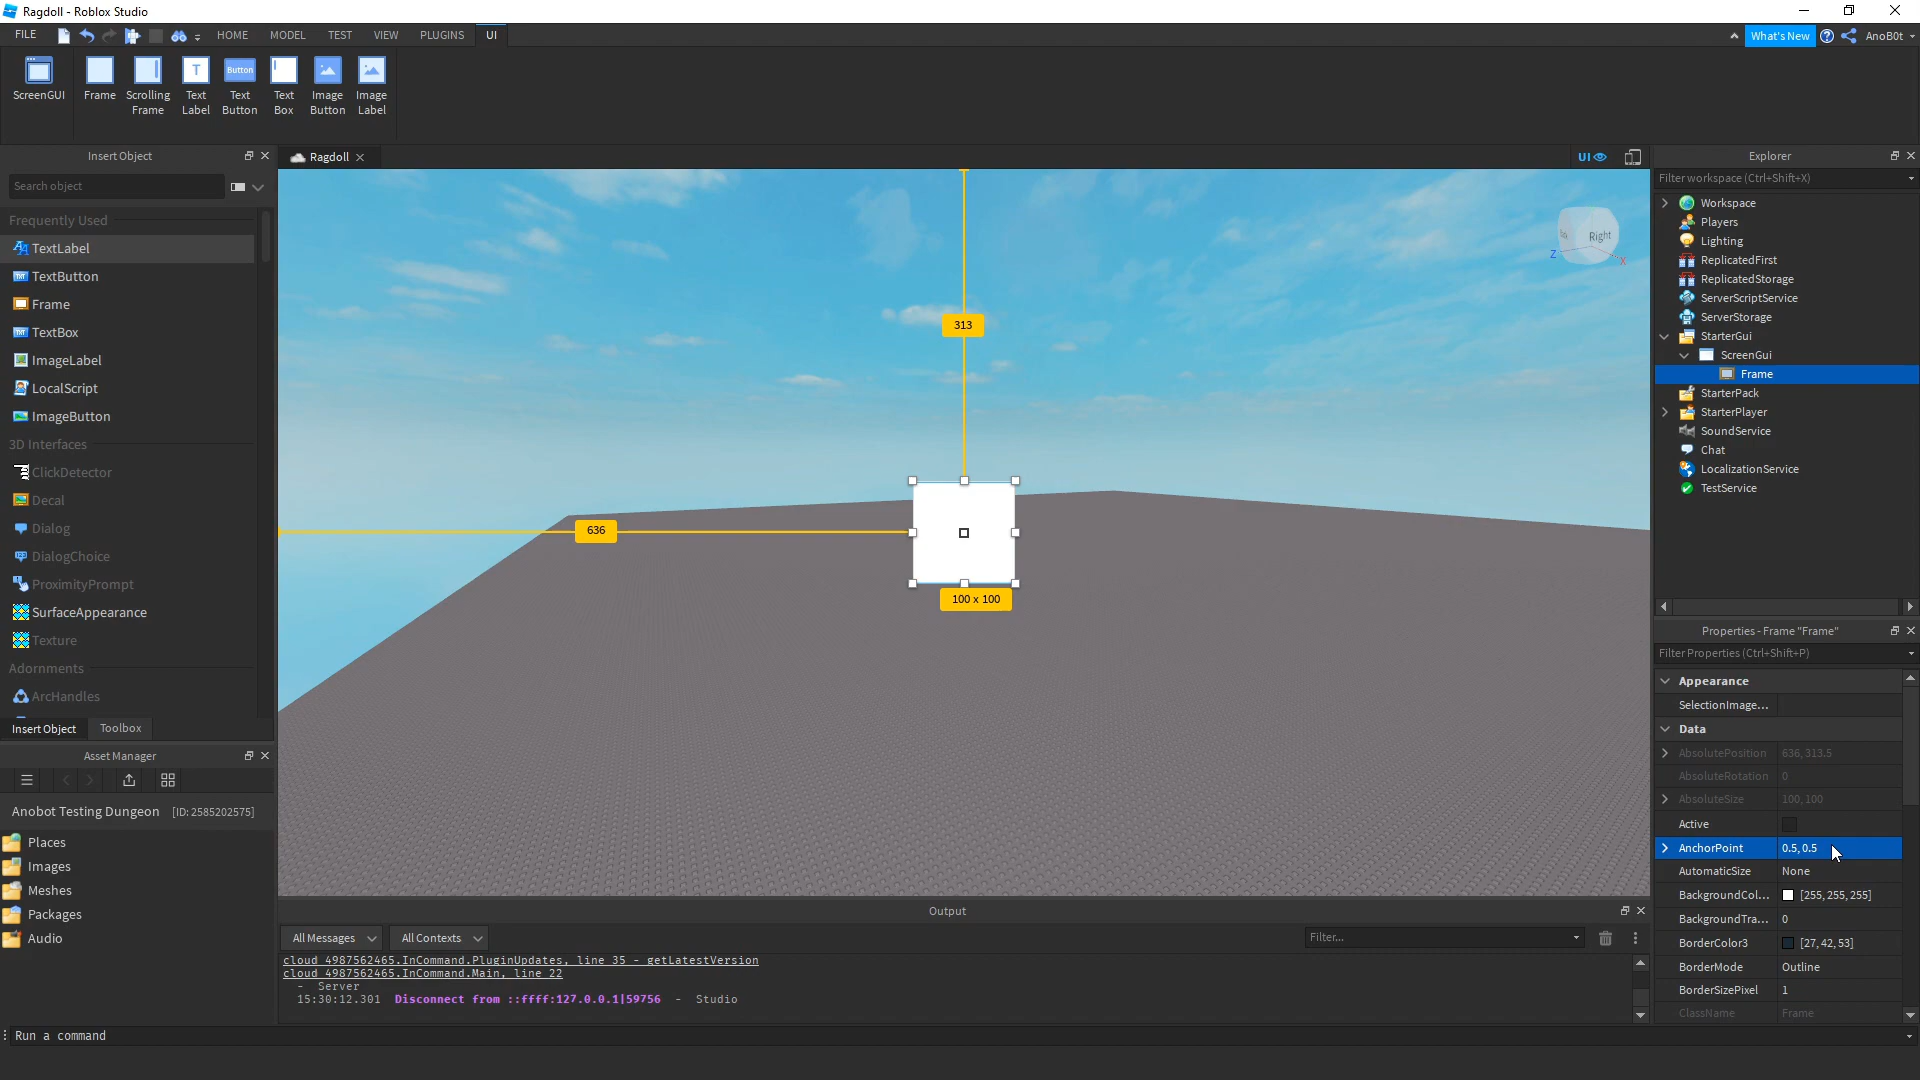 Ragdoll - Roblox Studio
FILE HOME MODEL TEST VIEW PLUGINS UI What's New AnoB0t
ScreenGUI Frame Scrolling Frame Text Label Text Button Button Text Box Image Button Image Label
Insert Object
Search object
Frequently Used
TextLabel
TextButton
Frame
TextBox
ImageLabel
LocalScript
ImageButton
3D Interfaces
ClickDetector
Decal
Dialog
DialogChoice
ProximityPrompt
SurfaceAppearance
Texture
Adornments
ArcHandles
Insert Object Toolbox
Asset Manager
Anobot Testing Dungeon [ID: 2585202575]
Places
Images
Meshes
Packages
Audio
Ragdoll UI
Right
Z X
313
636
100 x 100
Output
All Messages All Contexts Filter...
cloud_4987562465.InCommand.PluginUpdates, line 35 - getLatestVersion
cloud_4987562465.InCommand.Main, line 22
- Server
15:30:12.301 Disconnect from ::ffff:127.0.0.1|59756 - Studio
Explorer
Filter workspace (Ctrl+Shift+X)
Workspace
Players
Lighting
ReplicatedFirst
ReplicatedStorage
ServerScriptService
ServerStorage
StarterGui
ScreenGui
Frame
StarterPack
StarterPlayer
SoundService
Chat
LocalizationService
TestService
Properties - Frame "Frame"
Filter Properties (Ctrl+Shift+P)
Appearance
SelectionImage...
Data
AbsolutePosition 636, 313.5
AbsoluteRotation 0
AbsoluteSize 100, 100
Active
AnchorPoint 0.5, 0.5
AutomaticSize None
BackgroundCol... [255, 255, 255]
BackgroundTra... 0
BorderColor3 [27, 42, 53]
BorderMode Outline
BorderSizePixel 1
ClassName Frame
Run a command